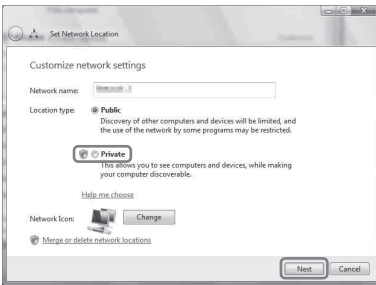 Set Network Location
Customize network settings
Network name:
Location type:
Public
Discovery of other computers and devices will be limited, and
the use of the network by some programs may be restricted.
Private
This allows you to see computers and devices, while making
your computer discoverable.
Help me choose
Network Icon:
Change
Merge or delete network locations
Next
Cancel